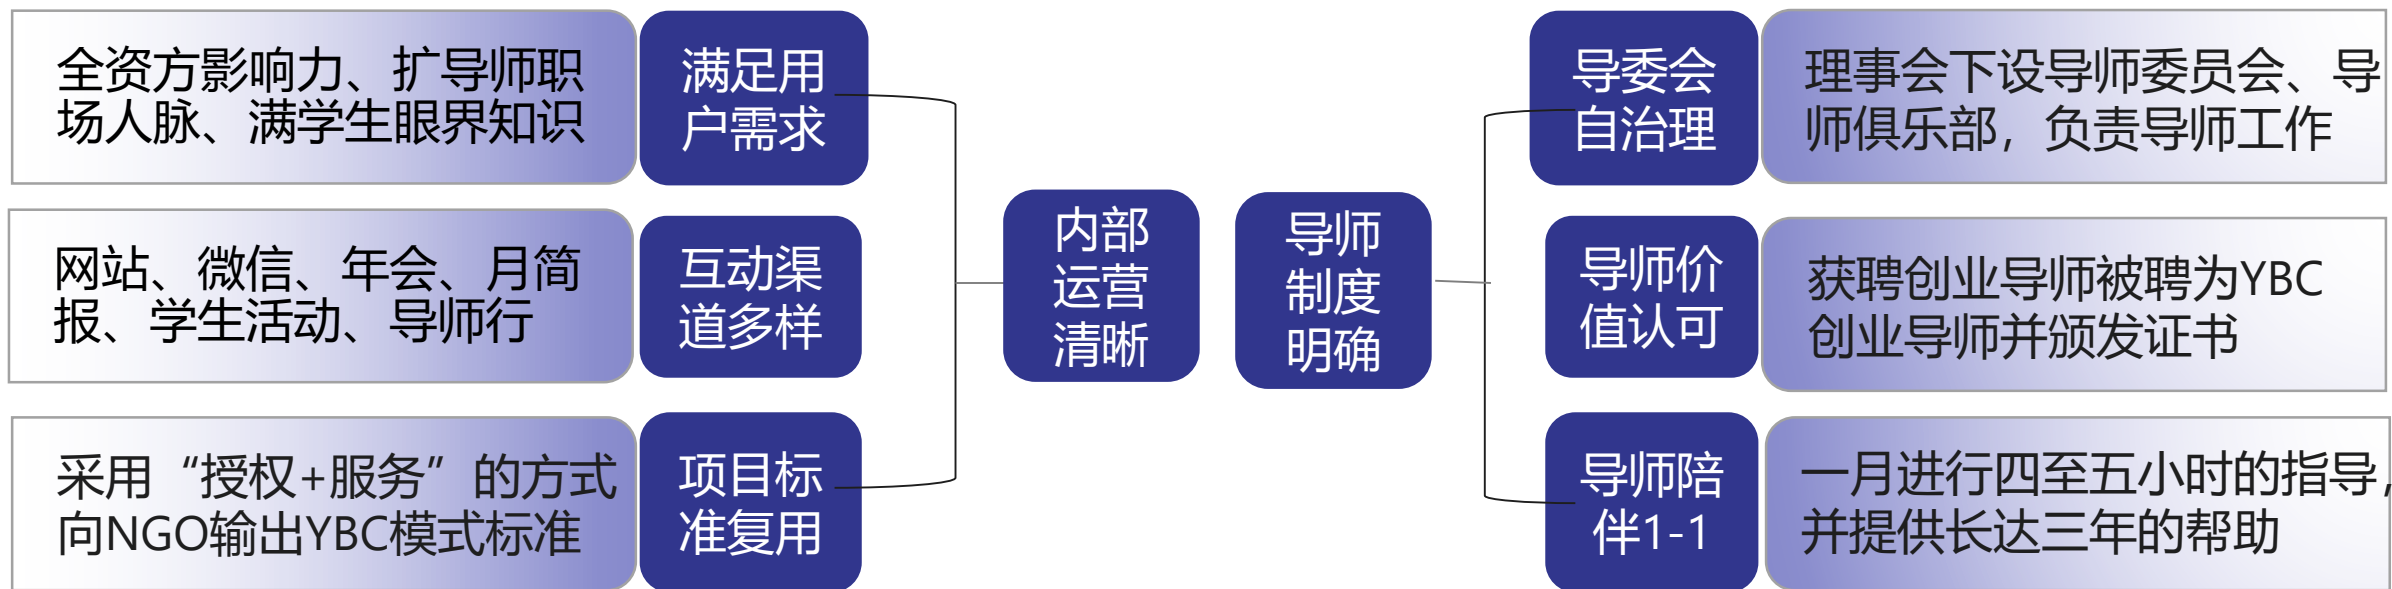 全资方影响力、扩导师职
场人脉、满学生眼界知识
满足用
户需求
网站、微信、年会、月简
报、学生活动、导师行
互动渠
道多样
采用“授权+服务”的方式
向NGO输出YBC模式标准
项目标
准复用
内部
运营
清晰
导师
制度
明确
导委会
自治理
理事会下设导师委员会、导
师俱乐部，负责导师工作
导师价
值认可
获聘创业导师被聘为YBC
创业导师并颁发证书
导师陪
伴1-1
一月进行四至五小时的指导，
并提供长达三年的帮助